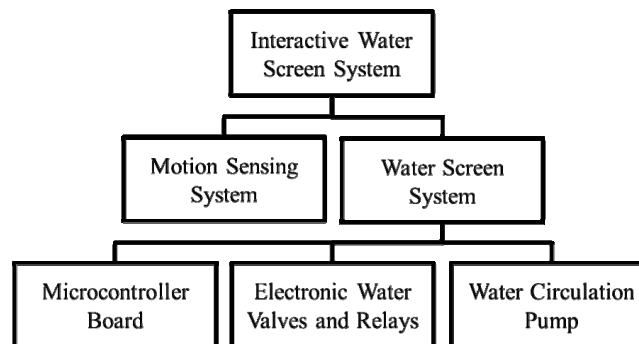 Interactive Water
Screen System
Motion Sensing
System
Water Screen
System
Microcontroller
Board
Electronic Water
Valves and Relays
Water Circulation
Pump